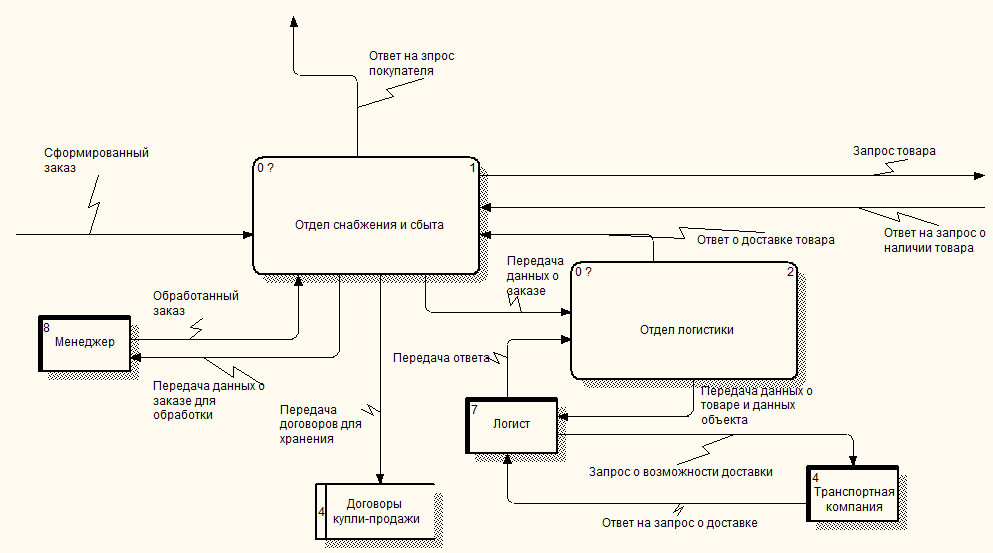 Ответ на зпрос
покупателя
Сформированный
заказ
Запрос товара
0 ?
1
Отдел снабжения и сбыта
Ответ на запрос о
наличии товара
Ответ о доставке товара
Передача
данных о
заказе
0 ?
2
Отдел логистики
Обработанный
заказ
8
Менеджер
Передача ответа
Передача данных о
заказе для
обработки
Передача данных о
товаре и данных
объекта
Передача
договоров для
хранения
7
Логист
Запрос о возможности доставки
4
Транспортная
компания
4
Договоры
купли-продажи
Ответ на запрос о доставке